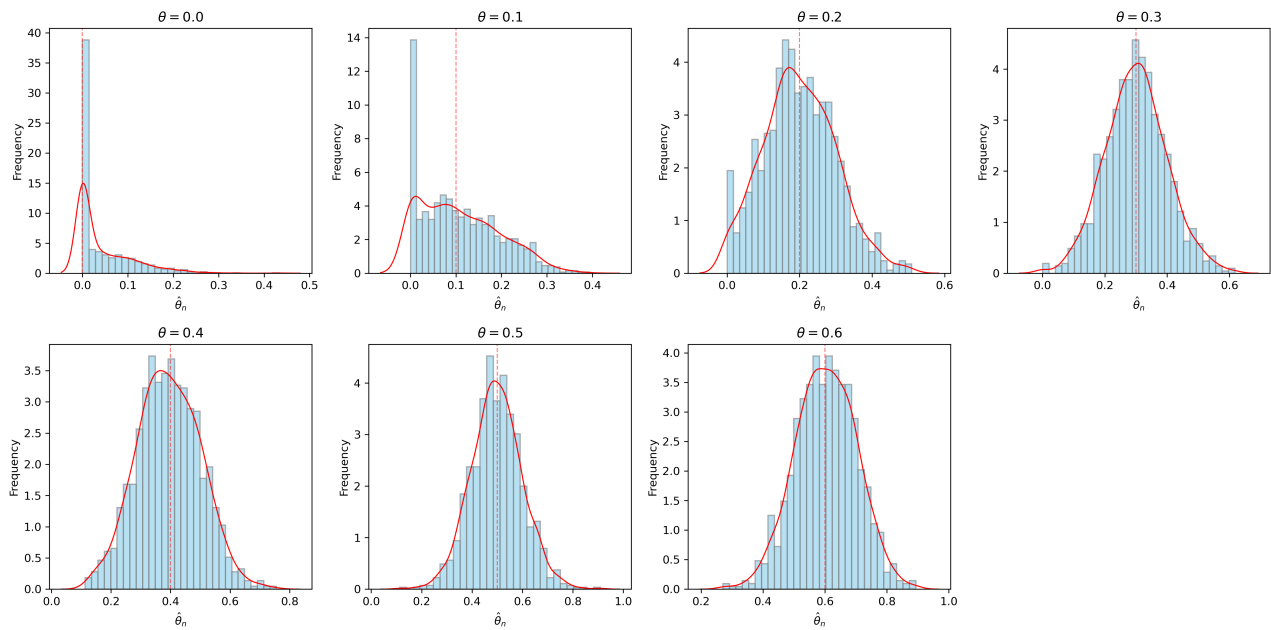 θ = 0.0
40
35
30
25
20
15
10
5
0
Frequency
0.0 0.1 0.2 0.3 0.4 0.5
θ̂ₙ
θ = 0.1
14
12
10
8
6
4
2
0
Frequency
0.0 0.1 0.2 0.3 0.4
θ̂ₙ
θ = 0.2
4
3
2
1
0
Frequency
0.0 0.2 0.4 0.6
θ̂ₙ
θ = 0.3
4
3
2
1
0
Frequency
0.0 0.2 0.4 0.6
θ̂ₙ
θ = 0.4
3.5
3.0
2.5
2.0
1.5
1.0
0.5
0.0
Frequency
0.0 0.2 0.4 0.6 0.8
θ̂ₙ
θ = 0.5
4
3
2
1
0
Frequency
0.0 0.2 0.4 0.6 0.8 1.0
θ̂ₙ
θ = 0.6
4.0
3.5
3.0
2.5
2.0
1.5
1.0
0.5
0.0
Frequency
0.2 0.4 0.6 0.8 1.0
θ̂ₙ